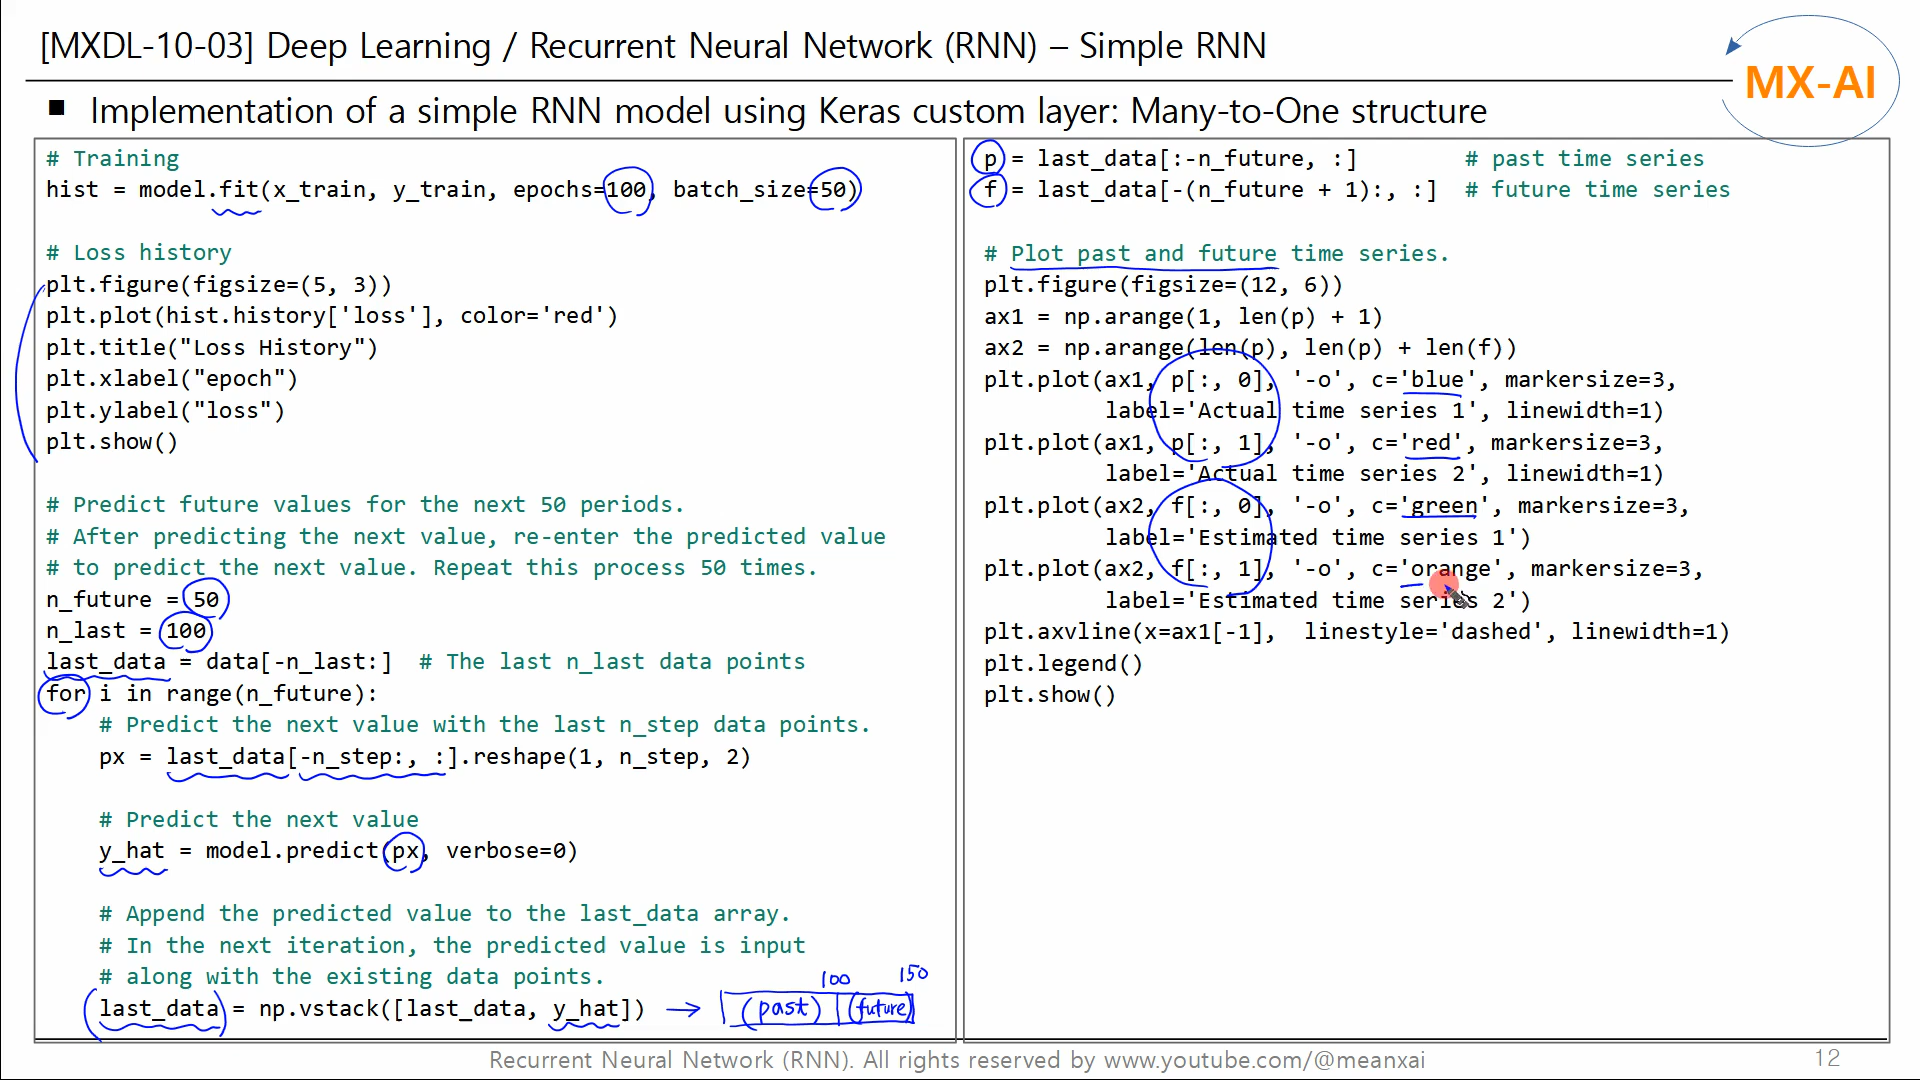 [MXDL-10-03] Deep Learning / Recurrent Neural Network (RNN) – Simple RNN
MX-AI
■ Implementation of a simple RNN model using Keras custom layer: Many-to-One structure
# Training
hist = model.fit(x_train, y_train, epochs=100, batch_size=50)
# Loss history
plt.figure(figsize=(5, 3))
plt.plot(hist.history['loss'], color='red')
plt.title("Loss History")
plt.xlabel("epoch")
plt.ylabel("loss")
plt.show()
# Predict future values for the next 50 periods.
# After predicting the next value, re-enter the predicted value
# to predict the next value. Repeat this process 50 times.
n_future = 50
n_last = 100
last_data = data[-n_last:]  # The last n_last data points
for i in range(n_future):
    # Predict the next value with the last n_step data points.
    px = last_data[-n_step:, :].reshape(1, n_step, 2)
    # Predict the next value
    y_hat = model.predict(px, verbose=0)
    # Append the predicted value to the last_data array.
    # In the next iteration, the predicted value is input
    # along with the existing data points.
    last_data = np.vstack([last_data, y_hat])
100 150
→ (past) (future)
p = last_data[:-n_future, :]        # past time series
f = last_data[-(n_future + 1):, :]  # future time series
# Plot past and future time series.
plt.figure(figsize=(12, 6))
ax1 = np.arange(1, len(p) + 1)
ax2 = np.arange(len(p), len(p) + len(f))
plt.plot(ax1, p[:, 0], '-o', c='blue', markersize=3,
         label='Actual time series 1', linewidth=1)
plt.plot(ax1, p[:, 1], '-o', c='red', markersize=3,
         label='Actual time series 2', linewidth=1)
plt.plot(ax2, f[:, 0], '-o', c='green', markersize=3,
         label='Estimated time series 1')
plt.plot(ax2, f[:, 1], '-o', c='orange', markersize=3,
         label='Estimated time series 2')
plt.axvline(x=ax1[-1],  linestyle='dashed', linewidth=1)
plt.legend()
plt.show()
Recurrent Neural Network (RNN). All rights reserved by www.youtube.com/@meanxai
12